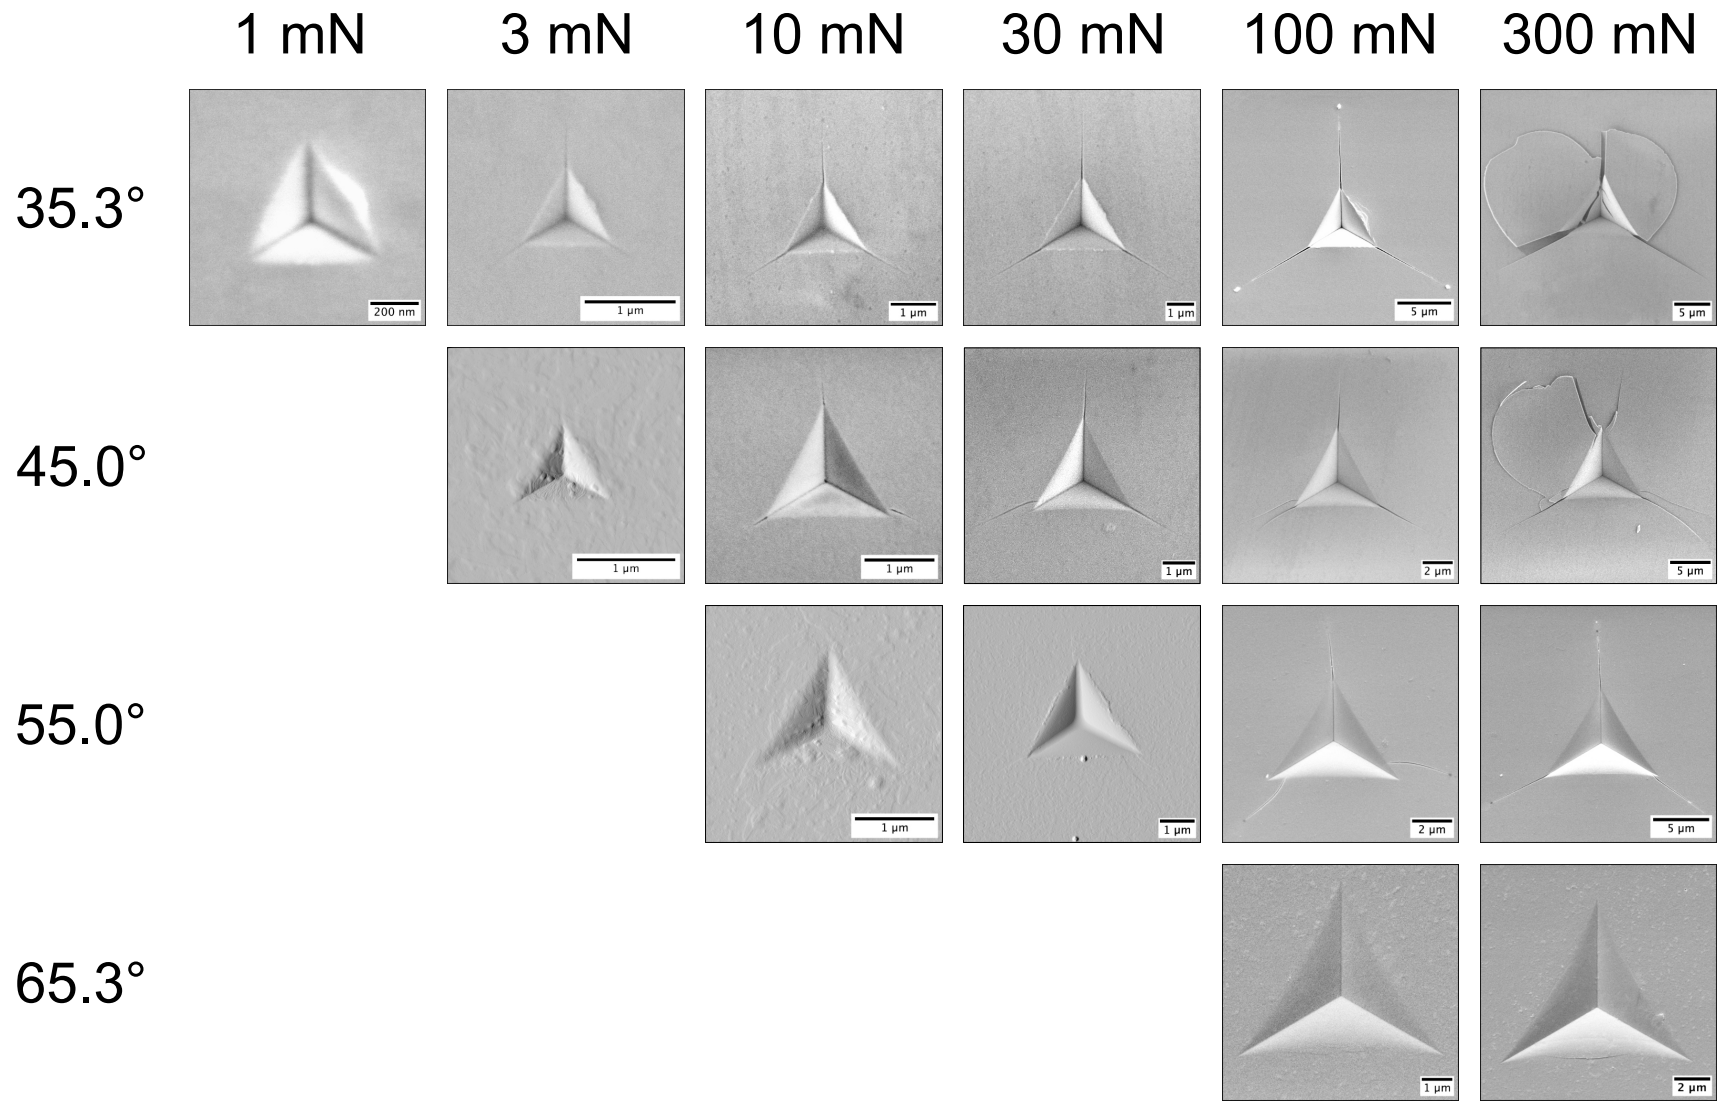 1 mN 3 mN 10 mN 30 mN 100 mN 300 mN
35.3°
200 nm 1 µm 1 µm 1 µm 5 µm 5 µm
45.0°
1 µm 1 µm 1 µm 2 µm 5 µm
55.0°
1 µm 1 µm 2 µm 5 µm
65.3°
1 µm 2 µm